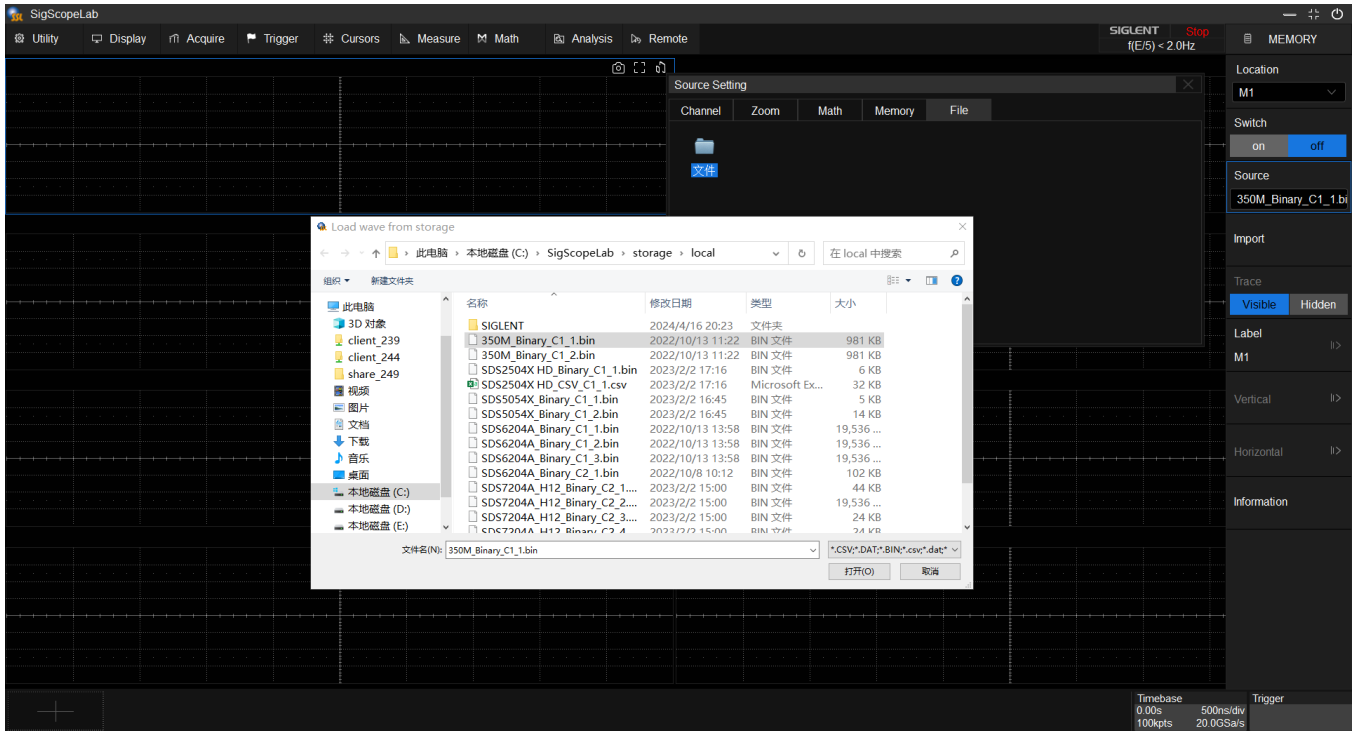 SigScopeLab
Utility Display Acquire Trigger Cursors Measure Math Analysis Remote
SIGLENT Stop
f(E/5) < 2.0Hz
MEMORY
Location
M1
Switch
on off
Source
350M_Binary_C1_1.bi
Import
Trace
Visible Hidden
Label
M1
Vertical
Horizontal
Information
Source Setting
Channel Zoom Math Memory File
文件
Load wave from storage
此电脑 › 本地磁盘 (C:) › SigScopeLab › storage › local
在 local 中搜索
组织 新建文件夹
此电脑
3D 对象
client_239
client_244
share_249
视频
图片
文档
下载
音乐
桌面
本地磁盘 (C:)
本地磁盘 (D:)
本地磁盘 (E:)
名称 修改日期 类型 大小
SIGLENT 2024/4/16 20:23 文件夹
350M_Binary_C1_1.bin 2022/10/13 11:22 BIN 文件 981 KB
350M_Binary_C1_2.bin 2022/10/13 11:22 BIN 文件 981 KB
SDS2504X HD_Binary_C1_1.bin 2023/2/2 17:16 BIN 文件 6 KB
SDS2504X HD_CSV_C1_1.csv 2023/2/2 17:16 Microsoft Ex... 32 KB
SDS5054X_Binary_C1_1.bin 2023/2/2 16:45 BIN 文件 5 KB
SDS5054X_Binary_C1_2.bin 2023/2/2 16:45 BIN 文件 14 KB
SDS6204A_Binary_C1_1.bin 2022/10/13 13:58 BIN 文件 19,536 ...
SDS6204A_Binary_C1_2.bin 2022/10/13 13:58 BIN 文件 19,536 ...
SDS6204A_Binary_C1_3.bin 2022/10/13 13:58 BIN 文件 19,536 ...
SDS6204A_Binary_C2_1.bin 2022/10/8 10:12 BIN 文件 102 KB
SDS7204A_H12_Binary_C2_1.... 2023/2/2 15:00 BIN 文件 44 KB
SDS7204A_H12_Binary_C2_2.... 2023/2/2 15:00 BIN 文件 19,536 ...
SDS7204A_H12_Binary_C2_3.... 2023/2/2 15:00 BIN 文件 24 KB
SDS7204A_H12_Binary_C2_4 2023/2/2 15:00 BIN 文件 24 KB
文件名(N): 350M_Binary_C1_1.bin
*.CSV;*.DAT;*.BIN;*.csv;*.dat;*
打开(O) 取消
Timebase
0.00s 500ns/div
100kpts 20.0GSa/s
Trigger